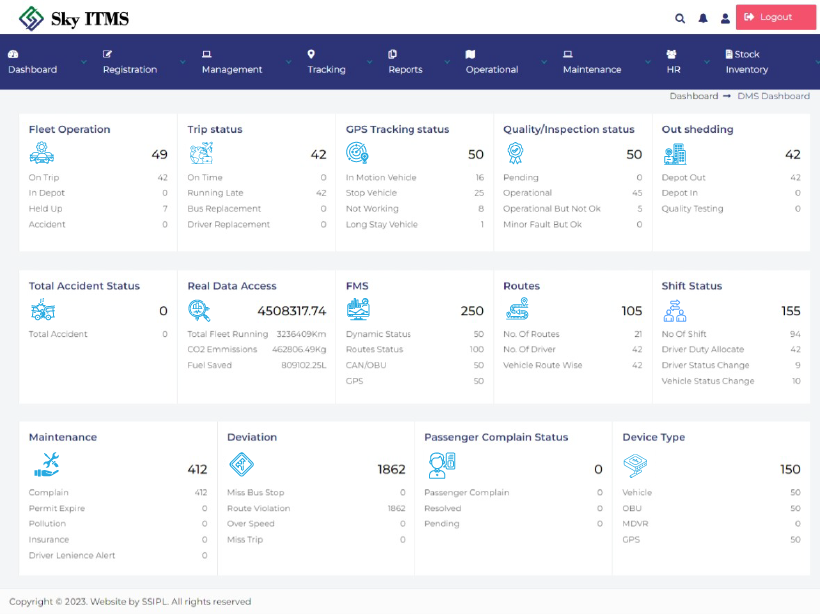 Sky ITMS
Logout
Dashboard
Registration
Management
Tracking
Reports
Operational
Maintenance
HR
Stock Inventory
Dashboard ➞ DMS Dashboard
Fleet Operation
49
On Trip 42
In Depot 0
Held Up 7
Accident 0
Trip status
42
On Time 0
Running Late 42
Bus Replacement 0
Driver Replacement 0
GPS Tracking status
50
In Motion Vehicle 16
Stop Vehicle 25
Not Working 8
Long Stay Vehicle 1
Quality/Inspection status
50
Pending 0
Operational 45
Operational But Not Ok 5
Minor Fault But Ok 0
Out shedding
42
Depot Out 42
Depot In 0
Quality Testing 0
Total Accident Status
0
Total Accident 0
Real Data Access
4508317.74
Total Fleet Running 3236409Km
CO2 Emmissions 462806.49Kg
Fuel Saved 809102.25L
FMS
250
Dynamic Status 50
Routes Status 100
CAN/OBU 50
GPS 50
Routes
105
No. Of Routes 21
No. Of Driver 42
Vehicle Route Wise 42
Shift Status
155
No Of Shift 94
Driver Duty Allocate 42
Driver Status Change 9
Vehicle Status Change 10
Maintenance
412
Complain 412
Permit Expire 0
Pollution 0
Insurance 0
Driver Lenience Alert 0
Deviation
1862
Miss Bus Stop 0
Route Violation 1862
Over Speed 0
Miss Trip 0
Passenger Complain Status
0
Passenger Complain 0
Resolved 0
Pending 0
Device Type
150
Vehicle 50
OBU 50
MDVR 0
GPS 50
Copyright © 2023. Website by SSIPL. All rights reserved